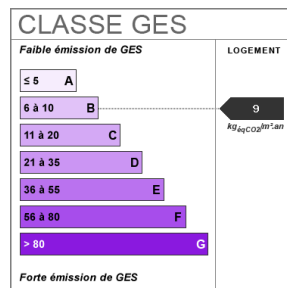 CLASSE GES
Faible émission de GES
LOGEMENT
≤ 5 A
6 à 10 B
9
kgéqCO2/m².an
11 à 20 C
21 à 35 D
36 à 55 E
56 à 80 F
> 80 G
Forte émission de GES